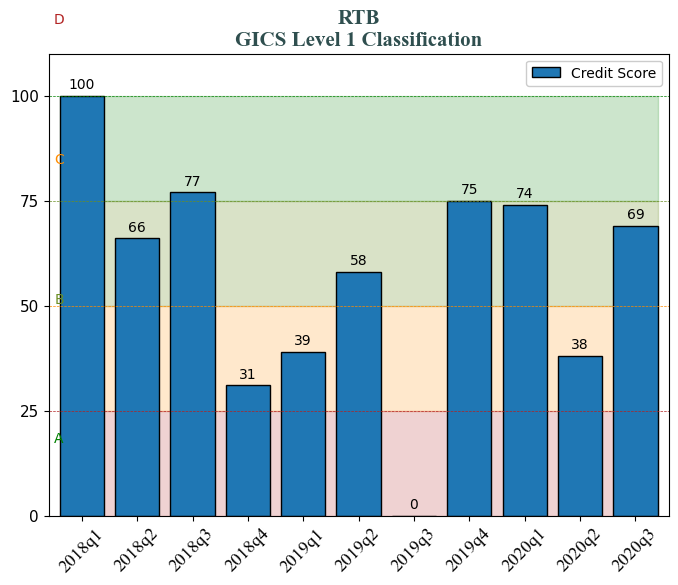 D
RTB
GICS Level 1 Classification
Credit Score
100
75
50
25
0
C
B
A
100
66
77
31
39
58
0
75
74
38
69
2018q1
2018q2
2018q3
2018q4
2019q1
2019q2
2019q3
2019q4
2020q1
2020q2
2020q3